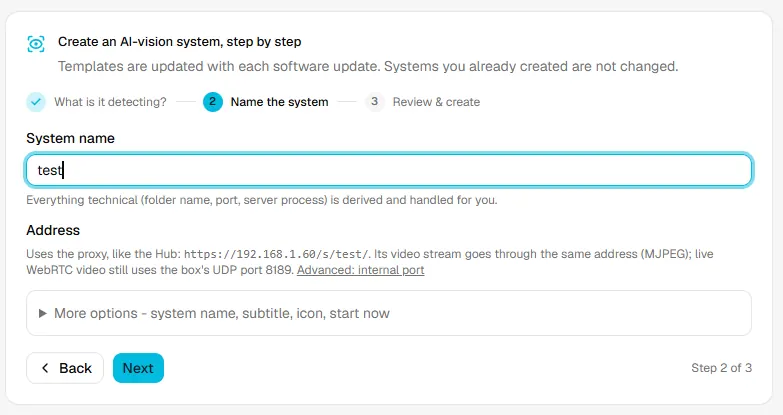 Create an AI-vision system, step by step
Templates are updated with each software update. Systems you already created are not changed.
What is it detecting? 2 Name the system 3 Review & create
System name
test
Everything technical (folder name, port, server process) is derived and handled for you.
Address
Uses the proxy, like the Hub: https://192.168.1.60/s/test/. Its video stream goes through the same address (MJPEG); live
WebRTC video still uses the box's UDP port 8189. Advanced: internal port
More options - system name, subtitle, icon, start now
Back Next Step 2 of 3